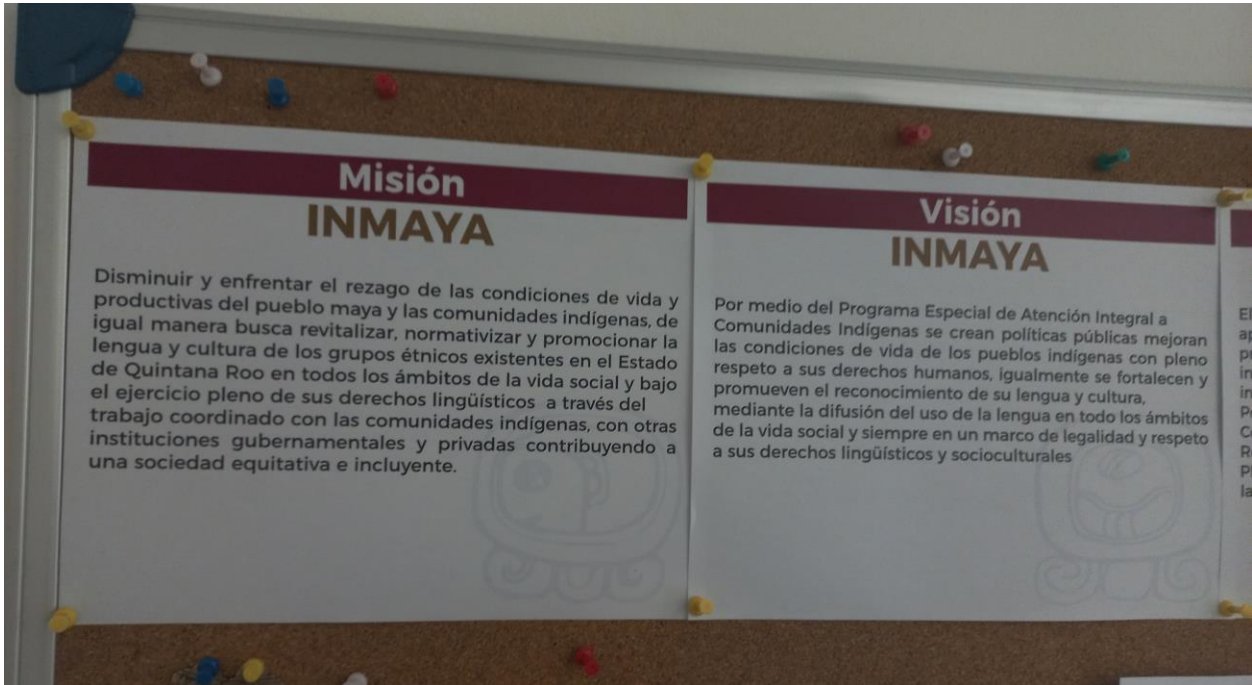 Misión
INMAYA
Disminuir y enfrentar el rezago de las condiciones de vida y
productivas del pueblo maya y las comunidades indígenas, de
igual manera busca revitalizar, normativizar y promocionar la
lengua y cultura de los grupos étnicos existentes en el Estado
de Quintana Roo en todos los ámbitos de la vida social y bajo
el ejercicio pleno de sus derechos lingüísticos a través del
trabajo coordinado con las comunidades indígenas, con otras
instituciones gubernamentales y privadas contribuyendo a
una sociedad equitativa e incluyente.
Visión
INMAYA
Por medio del Programa Especial de Atención Integral a
Comunidades Indígenas se crean políticas públicas mejoran
las condiciones de vida de los pueblos indígenas con pleno
respeto a sus derechos humanos, igualmente se fortalecen y
promueven el reconocimiento de su lengua y cultura,
mediante la difusión del uso de la lengua en todo los ámbitos
de la vida social y siempre en un marco de legalidad y respeto
a sus derechos lingüísticos y socioculturales